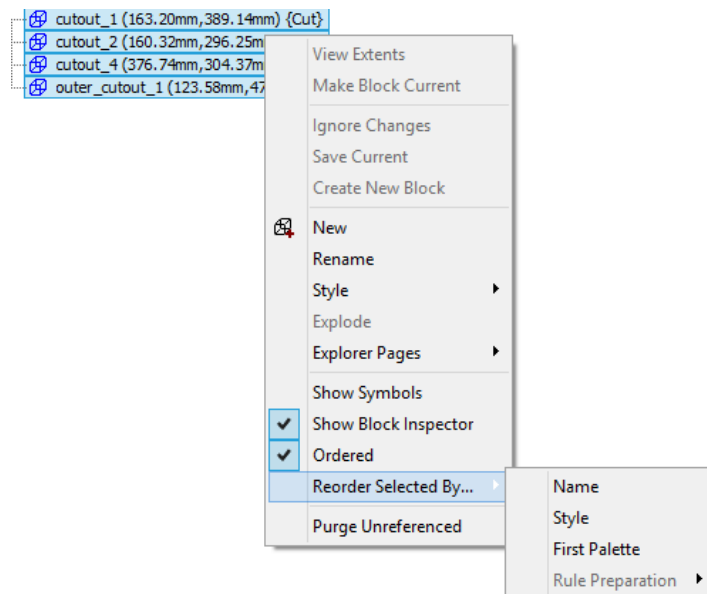 cutout_1 (163.20mm,389.14mm) {Cut}
cutout_2 (160.32mm,296.25m
cutout_4 (376.74mm,304.37m
outer_cutout_1 (123.58mm,47
View Extents
Make Block Current
Ignore Changes
Save Current
Create New Block
New
Rename
Style
Explode
Explorer Pages
Show Symbols
Show Block Inspector
Ordered
Reorder Selected By...
Purge Unreferenced
Name
Style
First Palette
Rule Preparation